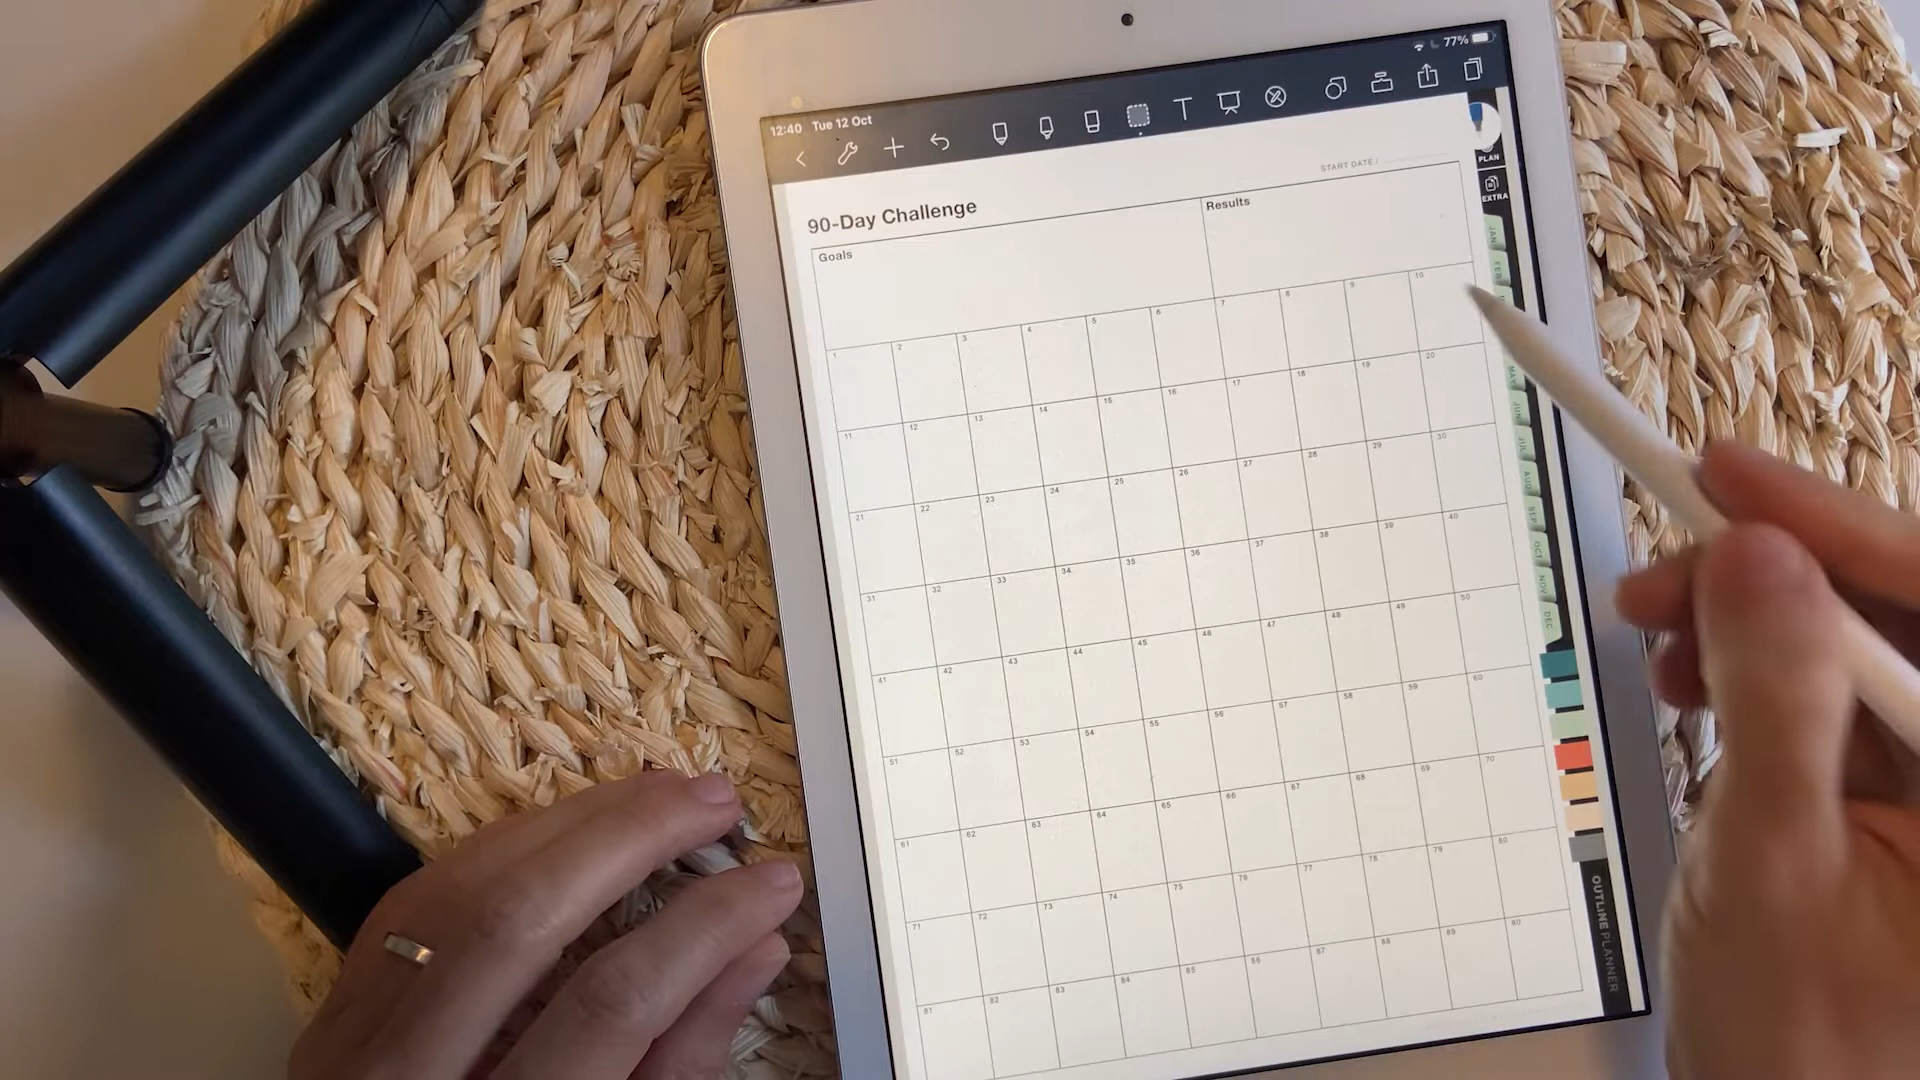 77%
12:40 Tue 12 Oct
START DATE:
PLAN
EXTRA
90-Day Challenge
Goals
Results
1 2 3 4 5 6 7 8 9 10
11 12 13 14 15 16 17 18 19 20
21 22 23 24 25 26 27 28 29 30
31 32 33 34 35 36 37 38 39 40
41 42 43 44 45 46 47 48 49 50
51 52 53 54 55 56 57 58 59 60
61 62 63 64 65 66 67 68 69 70
71 72 73 74 75 76 77 78 79 80
81 82 83 84 85 86 87 88 89 90
JAN
FEB
MAY
JUN
JUL
AUG
SEP
OCT
NOV
DEC
OUTLINE PLANNER